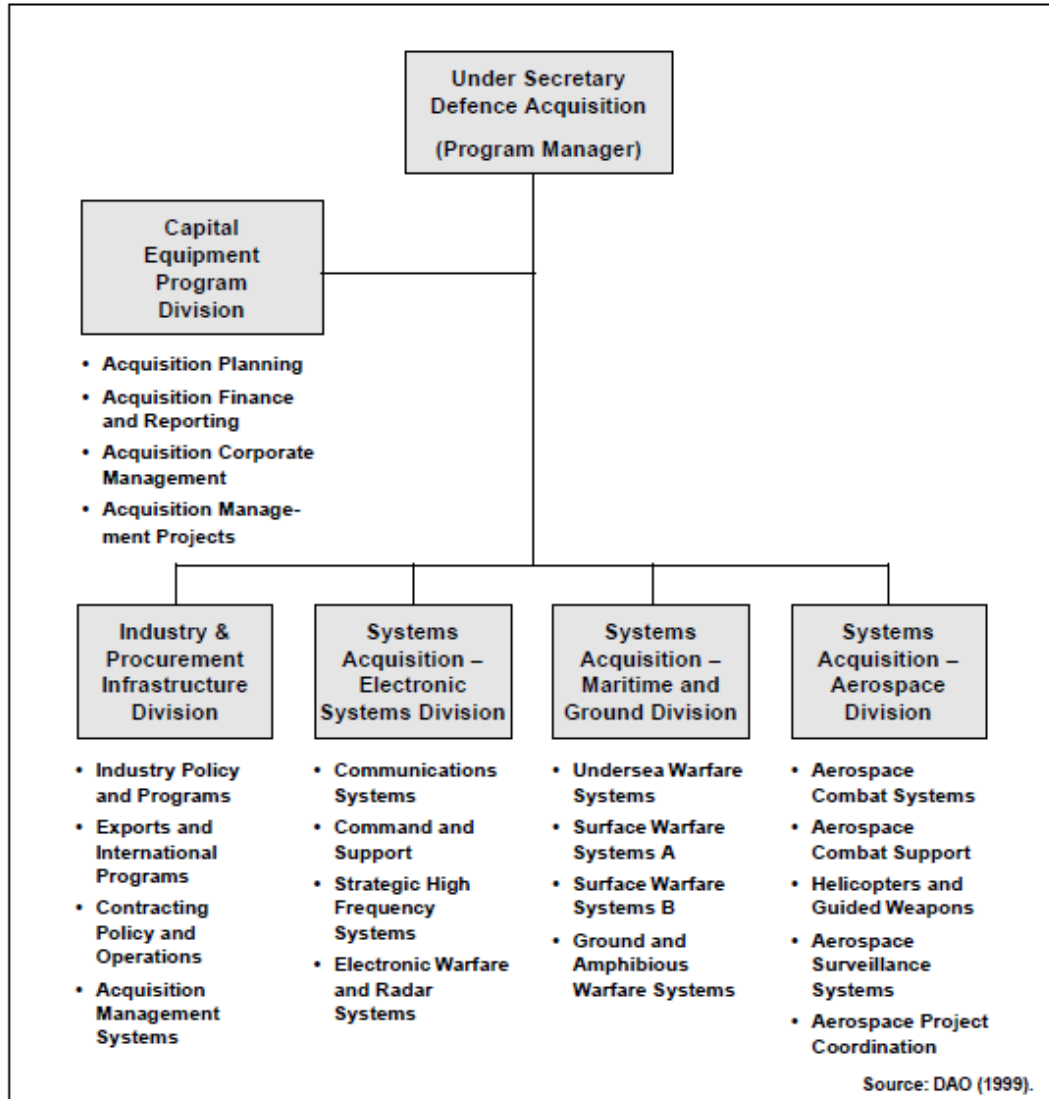 Under Secretary
Defence Acquisition
(Program Manager)
Capital
Equipment
Program
Division
• Acquisition Planning
• Acquisition Finance
and Reporting
• Acquisition Corporate
Management
• Acquisition Manage-
ment Projects
Industry &
Procurement
Infrastructure
Division
• Industry Policy
and Programs
• Exports and
International
Programs
• Contracting
Policy and
Operations
• Acquisition
Management
Systems
Systems
Acquisition –
Electronic
Systems Division
• Communications
Systems
• Command and
Support
• Strategic High
Frequency
Systems
• Electronic Warfare
and Radar
Systems
Systems
Acquisition –
Maritime and
Ground Division
• Undersea Warfare
Systems
• Surface Warfare
Systems A
• Surface Warfare
Systems B
• Ground and
Amphibious
Warfare Systems
Systems
Acquisition –
Aerospace
Division
• Aerospace
Combat Systems
• Aerospace
Combat Support
• Helicopters and
Guided Weapons
• Aerospace
Surveillance
Systems
• Aerospace Project
Coordination
Source: DAO (1999).